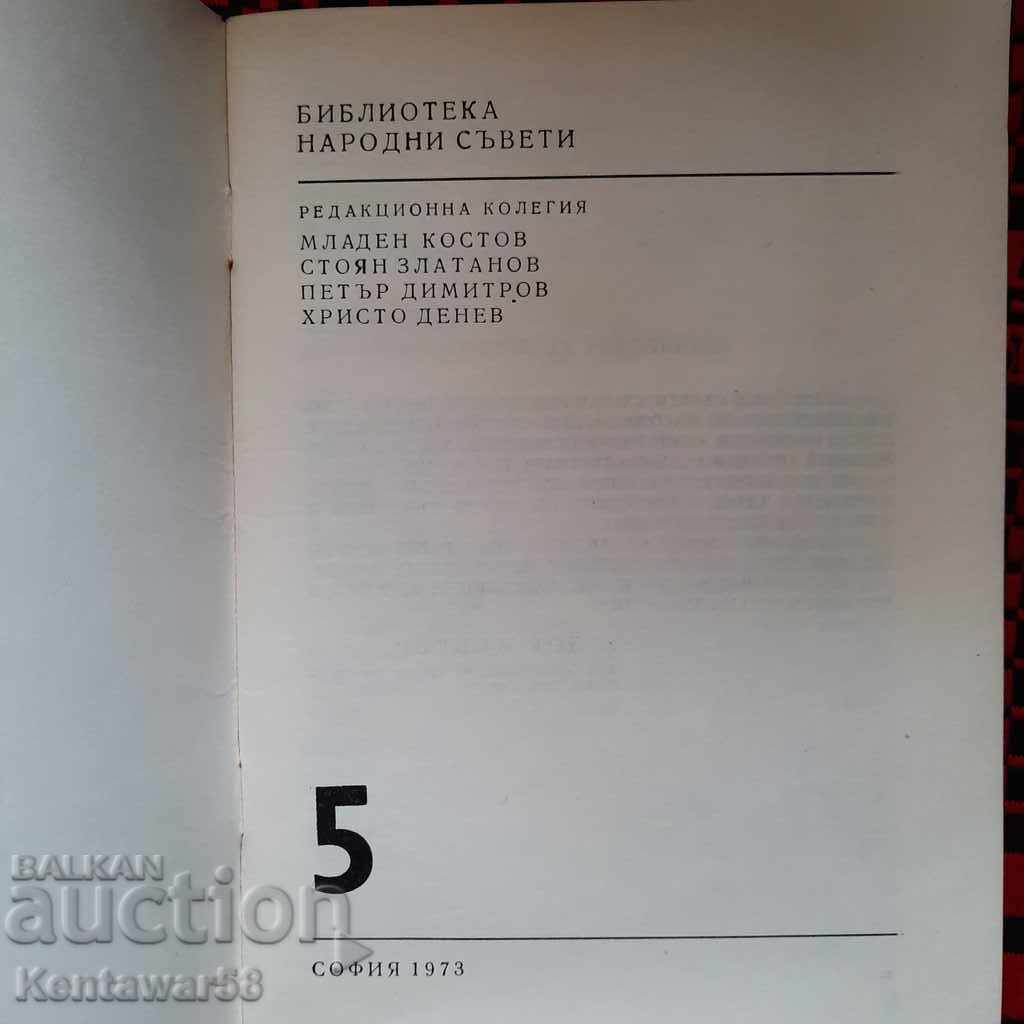 БИБЛИОТЕКА
НАРОДНИ СЪВЕТИ
РЕДАКЦИОННА КОЛЕГИЯ
МЛАДЕН КОСТОВ
СТОЯН ЗЛАТАНОВ
ПЕТЪР ДИМИТРОВ
ХРИСТО ДЕНЕВ
5
СОФИЯ 1973
BALKAN
auction
Kentawar58